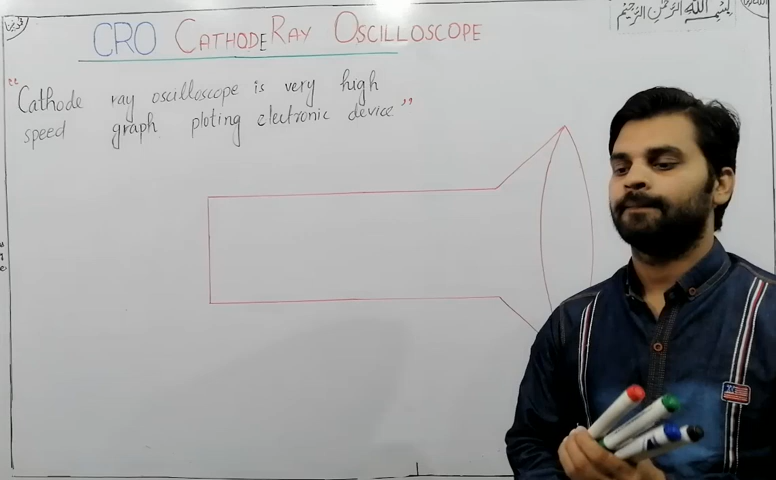 CRO CATHODE RAY OSCILLOSCOPE
بسم الله الرحمن الرحيم
"Cathode ray oscilloscope is very high
speed graph ploting electronic device"